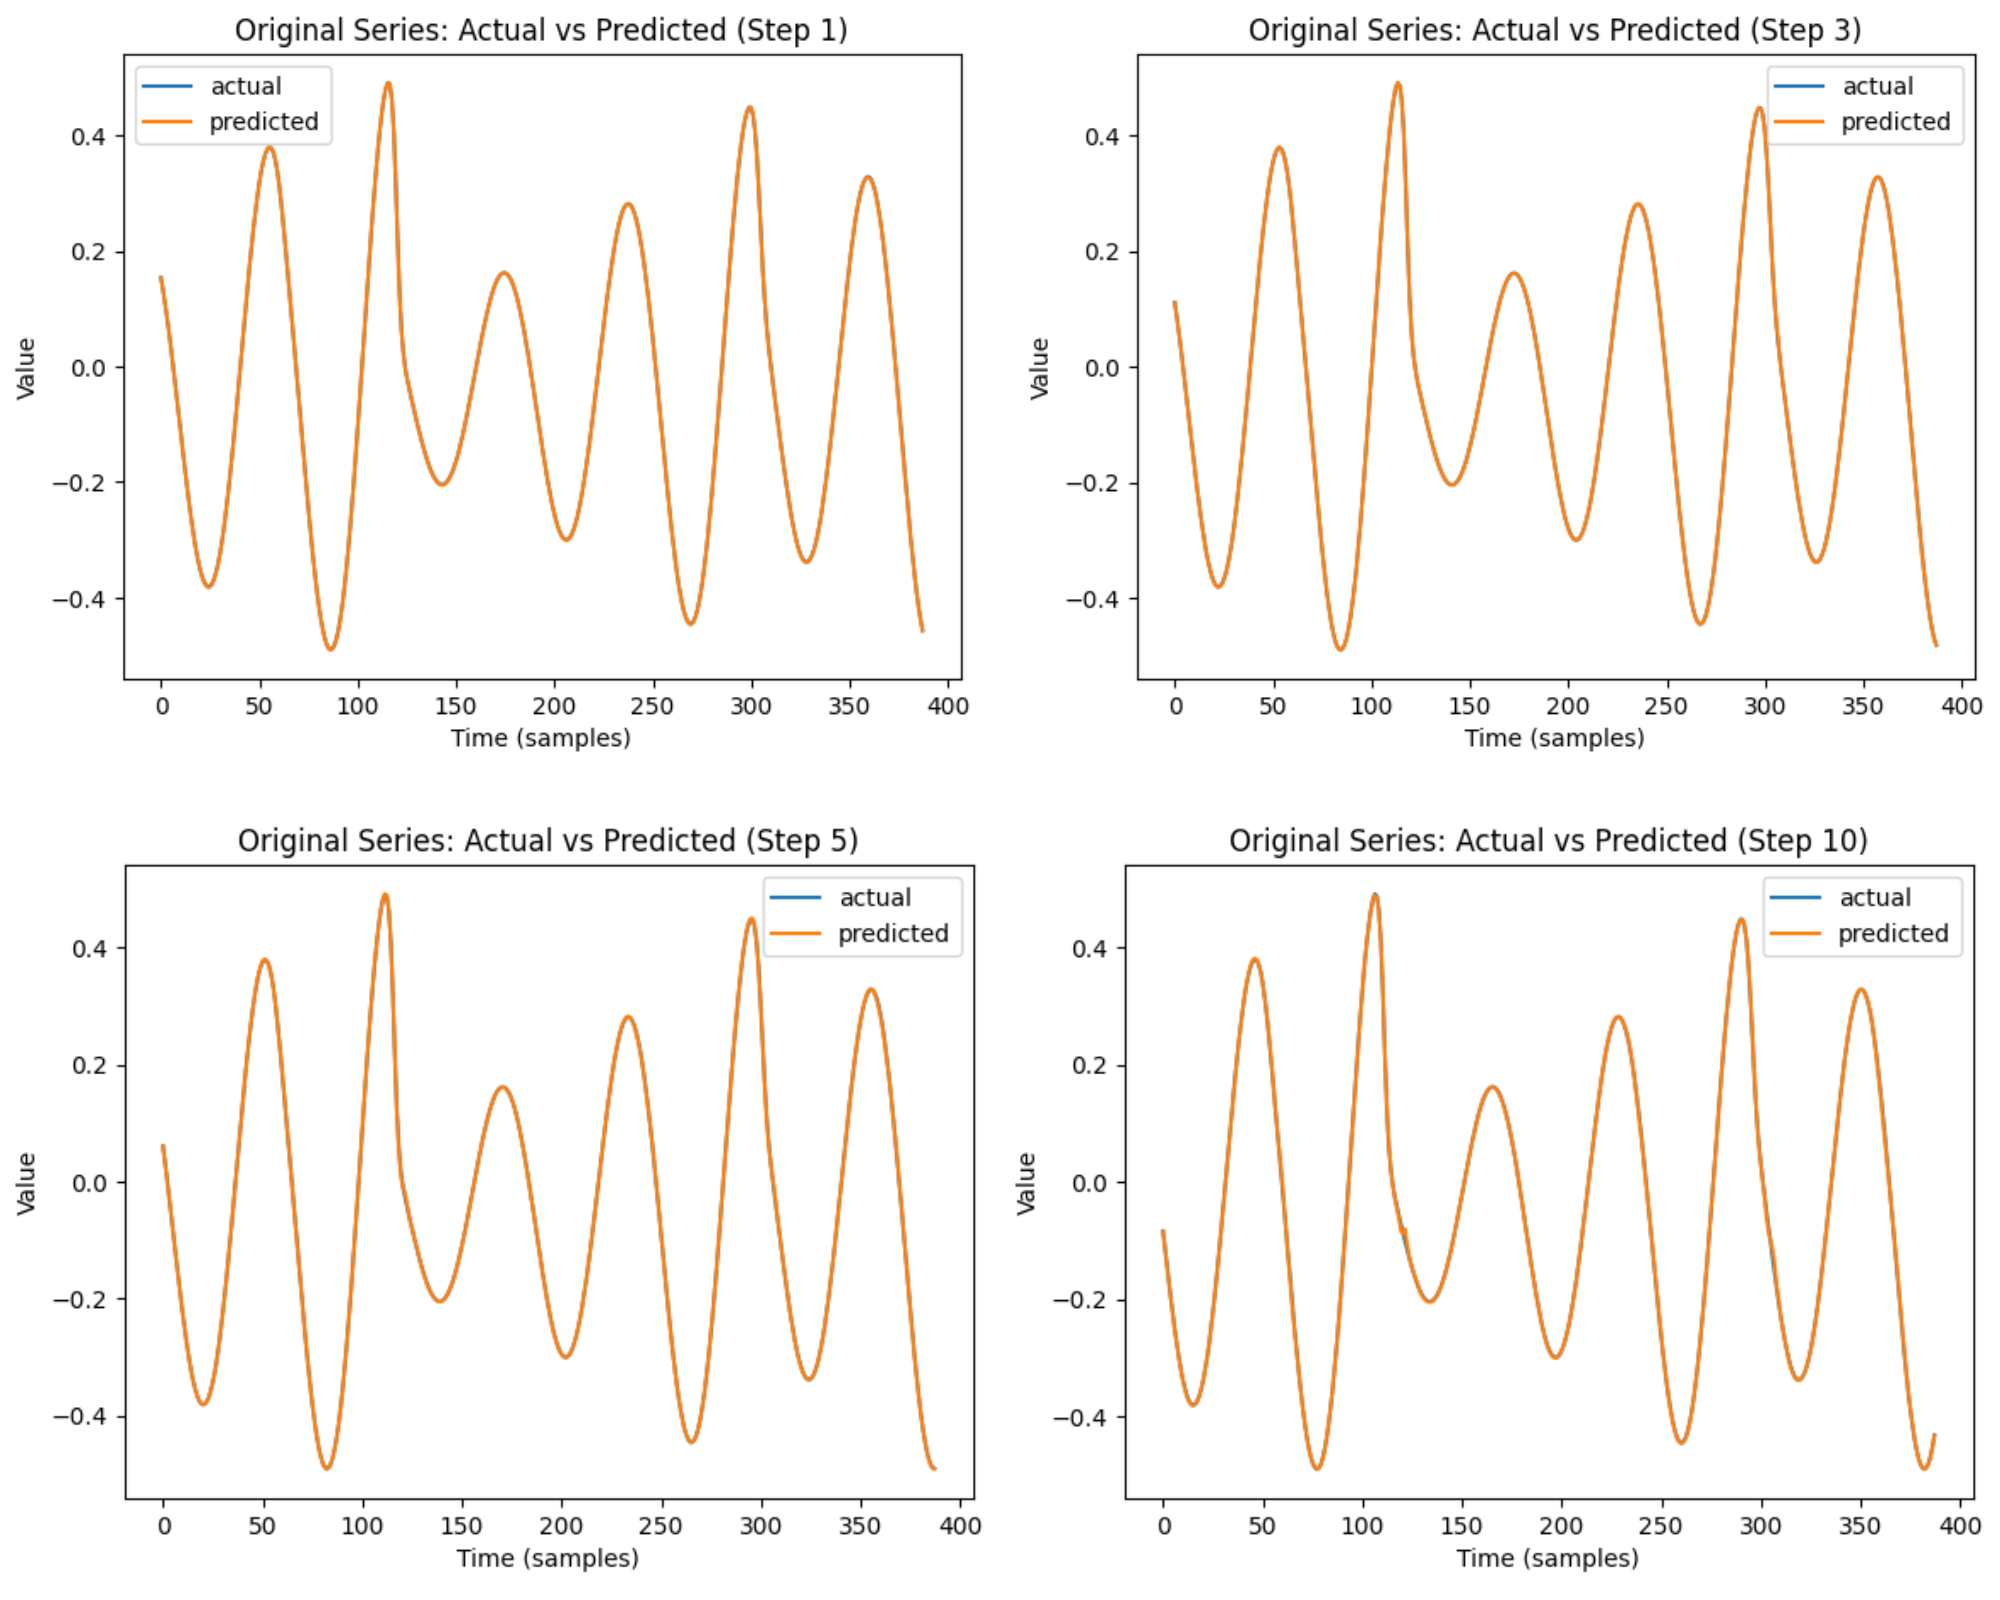 Original Series: Actual vs Predicted (Step 1)
actual
predicted
0.4
0.2
0.0
−0.2
−0.4
Value
0 50 100 150 200 250 300 350 400
Time (samples)
Original Series: Actual vs Predicted (Step 3)
actual
predicted
0.4
0.2
0.0
−0.2
−0.4
Value
0 50 100 150 200 250 300 350 400
Time (samples)
Original Series: Actual vs Predicted (Step 5)
actual
predicted
0.4
0.2
0.0
−0.2
−0.4
Value
0 50 100 150 200 250 300 350 400
Time (samples)
Original Series: Actual vs Predicted (Step 10)
actual
predicted
0.4
0.2
0.0
−0.2
−0.4
Value
0 50 100 150 200 250 300 350 400
Time (samples)